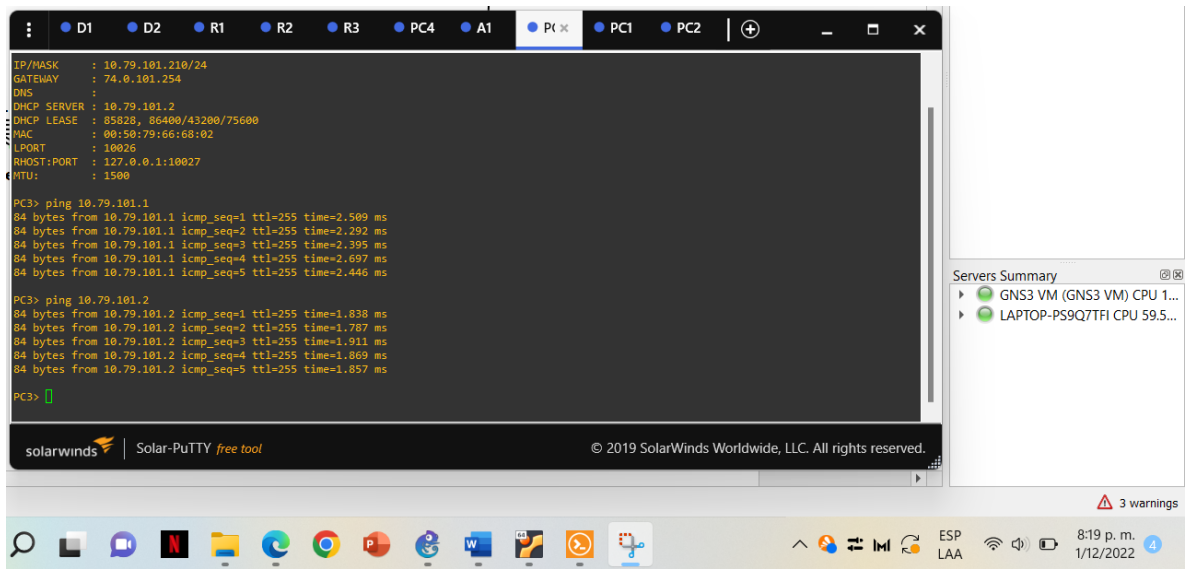 D1 D2 R1 R2 R3 PC4 A1 PC1 PC2
IP/MASK : 10.79.101.210/24
GATEWAY : 74.0.101.254
DNS :
DHCP SERVER : 10.79.101.2
DHCP LEASE : 85828, 86400/43200/75600
MAC : 00:50:79:66:68:02
LPORT : 10026
RHOST:PORT : 127.0.0.1:10027
MTU: : 1500
PC3> ping 10.79.101.1
84 bytes from 10.79.101.1 icmp_seq=1 ttl=255 time=2.509 ms
84 bytes from 10.79.101.1 icmp_seq=2 ttl=255 time=2.292 ms
84 bytes from 10.79.101.1 icmp_seq=3 ttl=255 time=2.395 ms
84 bytes from 10.79.101.1 icmp_seq=4 ttl=255 time=2.697 ms
84 bytes from 10.79.101.1 icmp_seq=5 ttl=255 time=2.446 ms
PC3> ping 10.79.101.2
84 bytes from 10.79.101.2 icmp_seq=1 ttl=255 time=1.838 ms
84 bytes from 10.79.101.2 icmp_seq=2 ttl=255 time=1.787 ms
84 bytes from 10.79.101.2 icmp_seq=3 ttl=255 time=1.911 ms
84 bytes from 10.79.101.2 icmp_seq=4 ttl=255 time=1.869 ms
84 bytes from 10.79.101.2 icmp_seq=5 ttl=255 time=1.857 ms
PC3>
solarwinds Solar-PuTTY free tool © 2019 SolarWinds Worldwide, LLC. All rights reserved.
Servers Summary
GNS3 VM (GNS3 VM) CPU 1...
LAPTOP-PS9Q7TFI CPU 59.5...
3 warnings
ESP
LAA
8:19 p. m.
1/12/2022
4